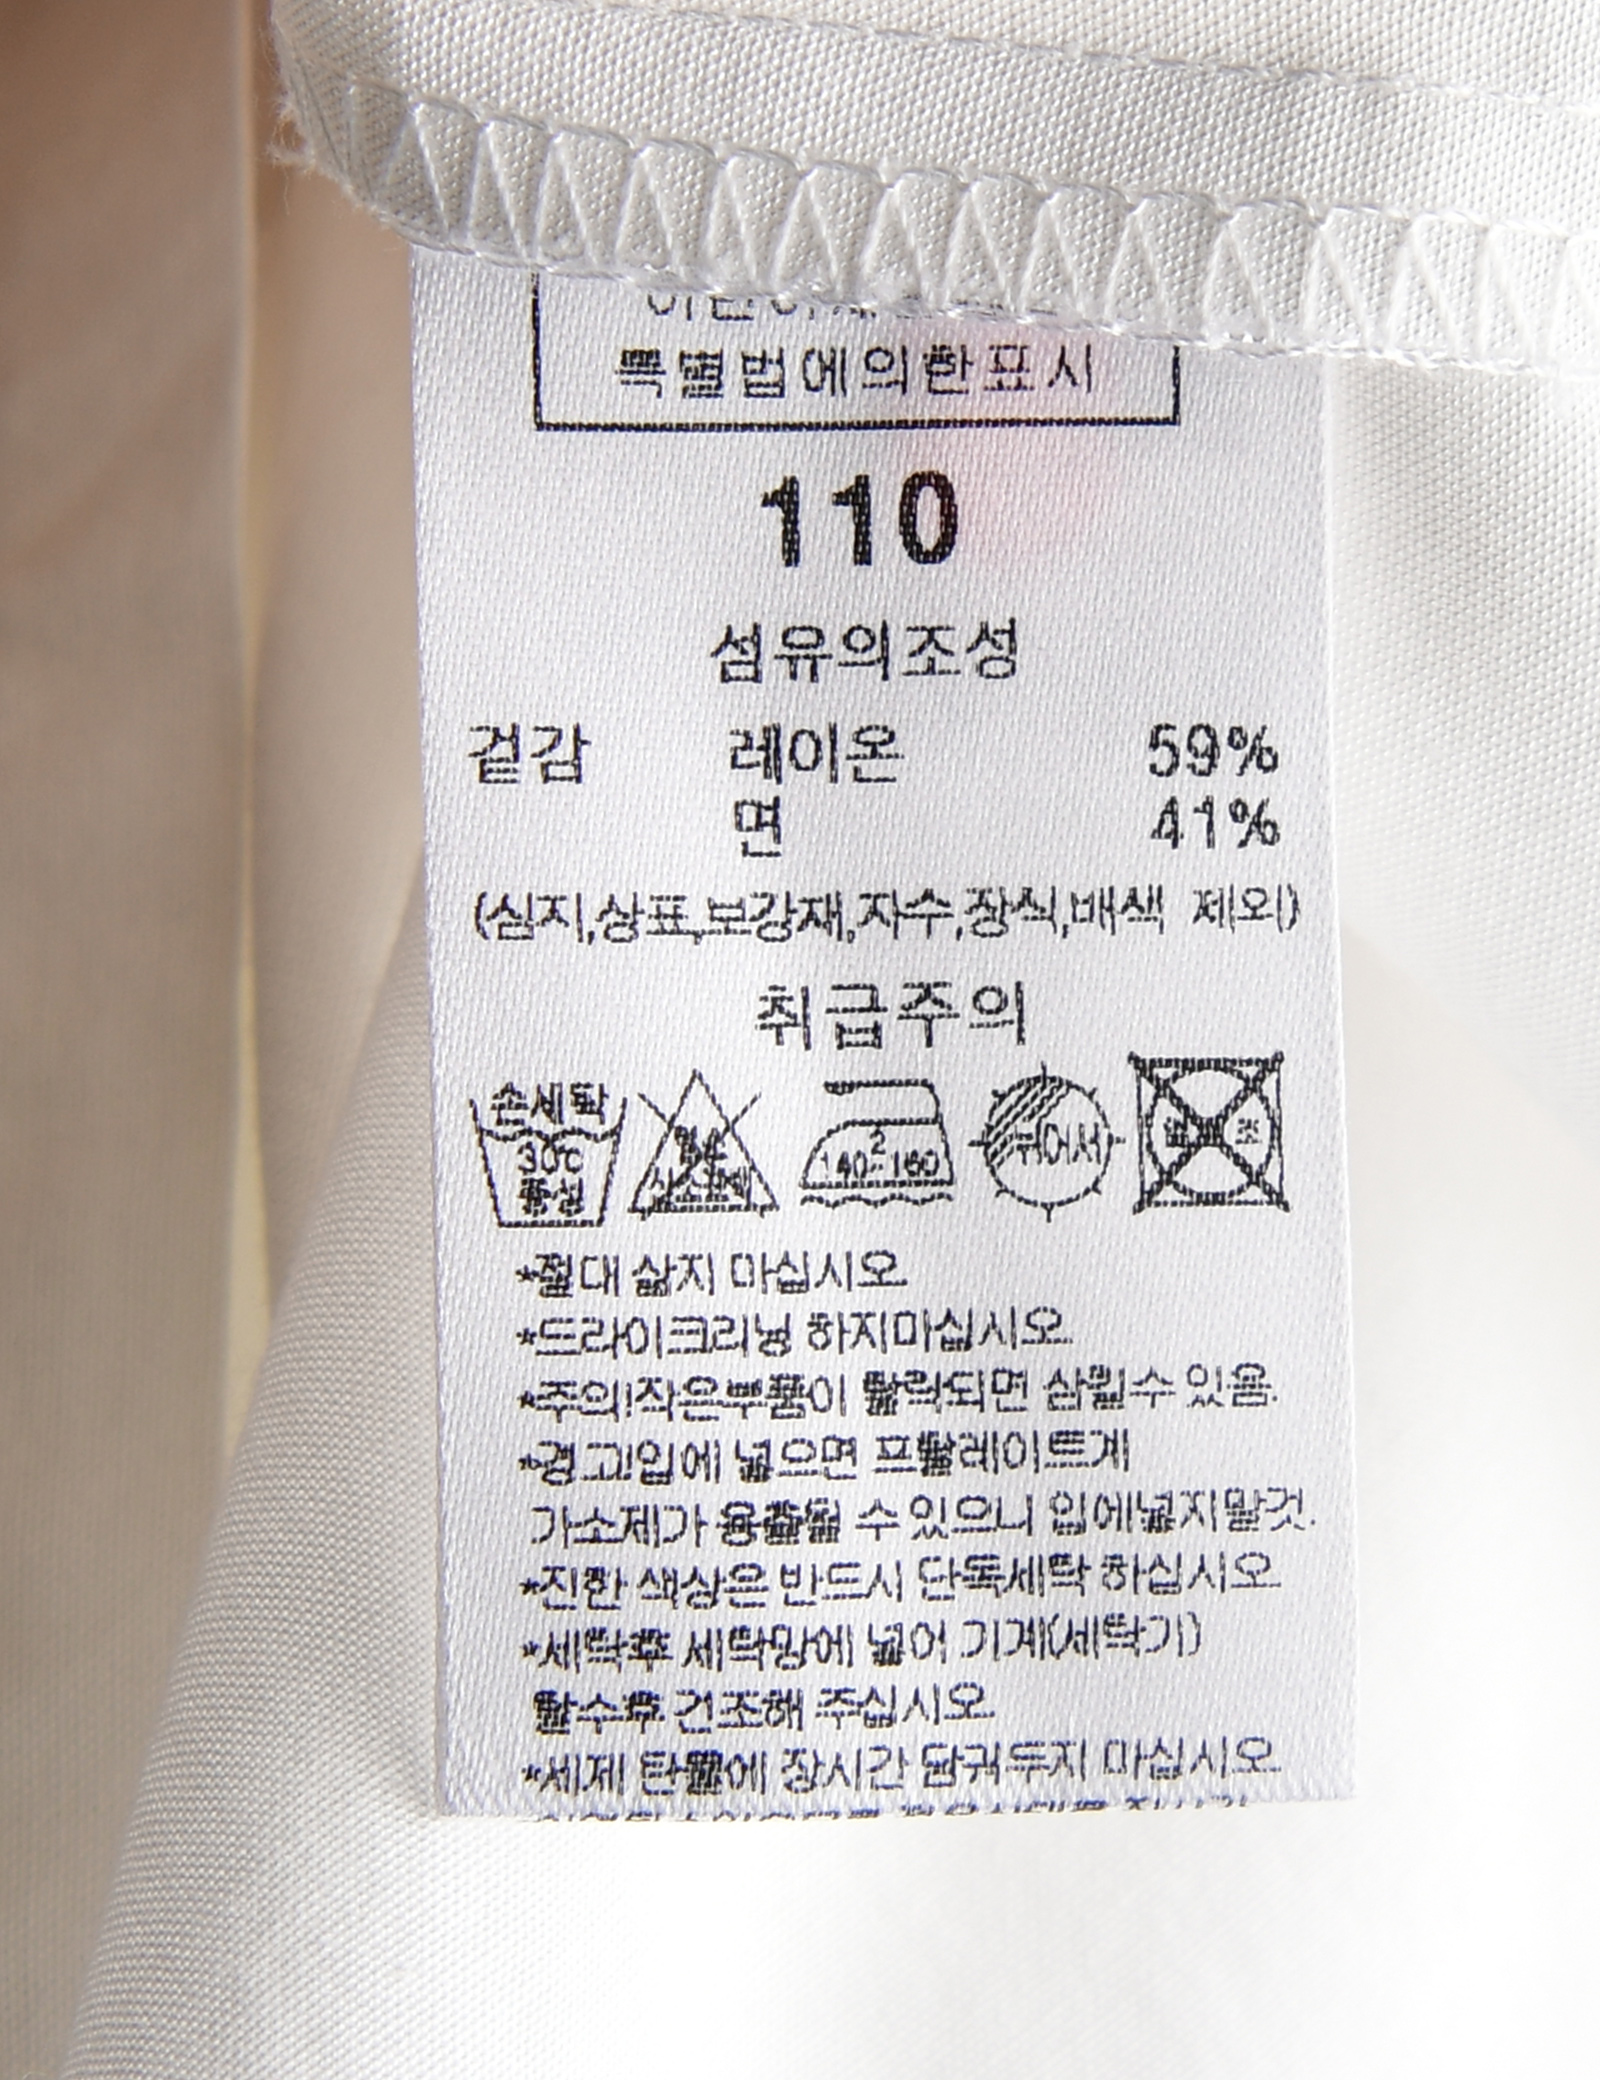 특별법에의한표시
110
섬유의조성
겉감 레이온 59%
면 41%
(심지,상표,보강재,자수,장식,배색 제외)
취급주의
손세탁
30℃
중성
2
140~160
뉘어서
*절대 삶지 마십시오
*드라이크리닝 하지마십시오
*주의!작은부품이 탈락되면 삼킬수 있음.
*경고!입에 넣으면 프탈레이트계
가소제가 용출될 수 있으니 입에넣지말것.
*진한 색상은 반드시 단독세탁 하십시오
*세탁후 세탁망에 넣어 기계(세탁기)
탈수후 건조해 주십시오
*세제 탄물에 장시간 담궈두지 마십시오